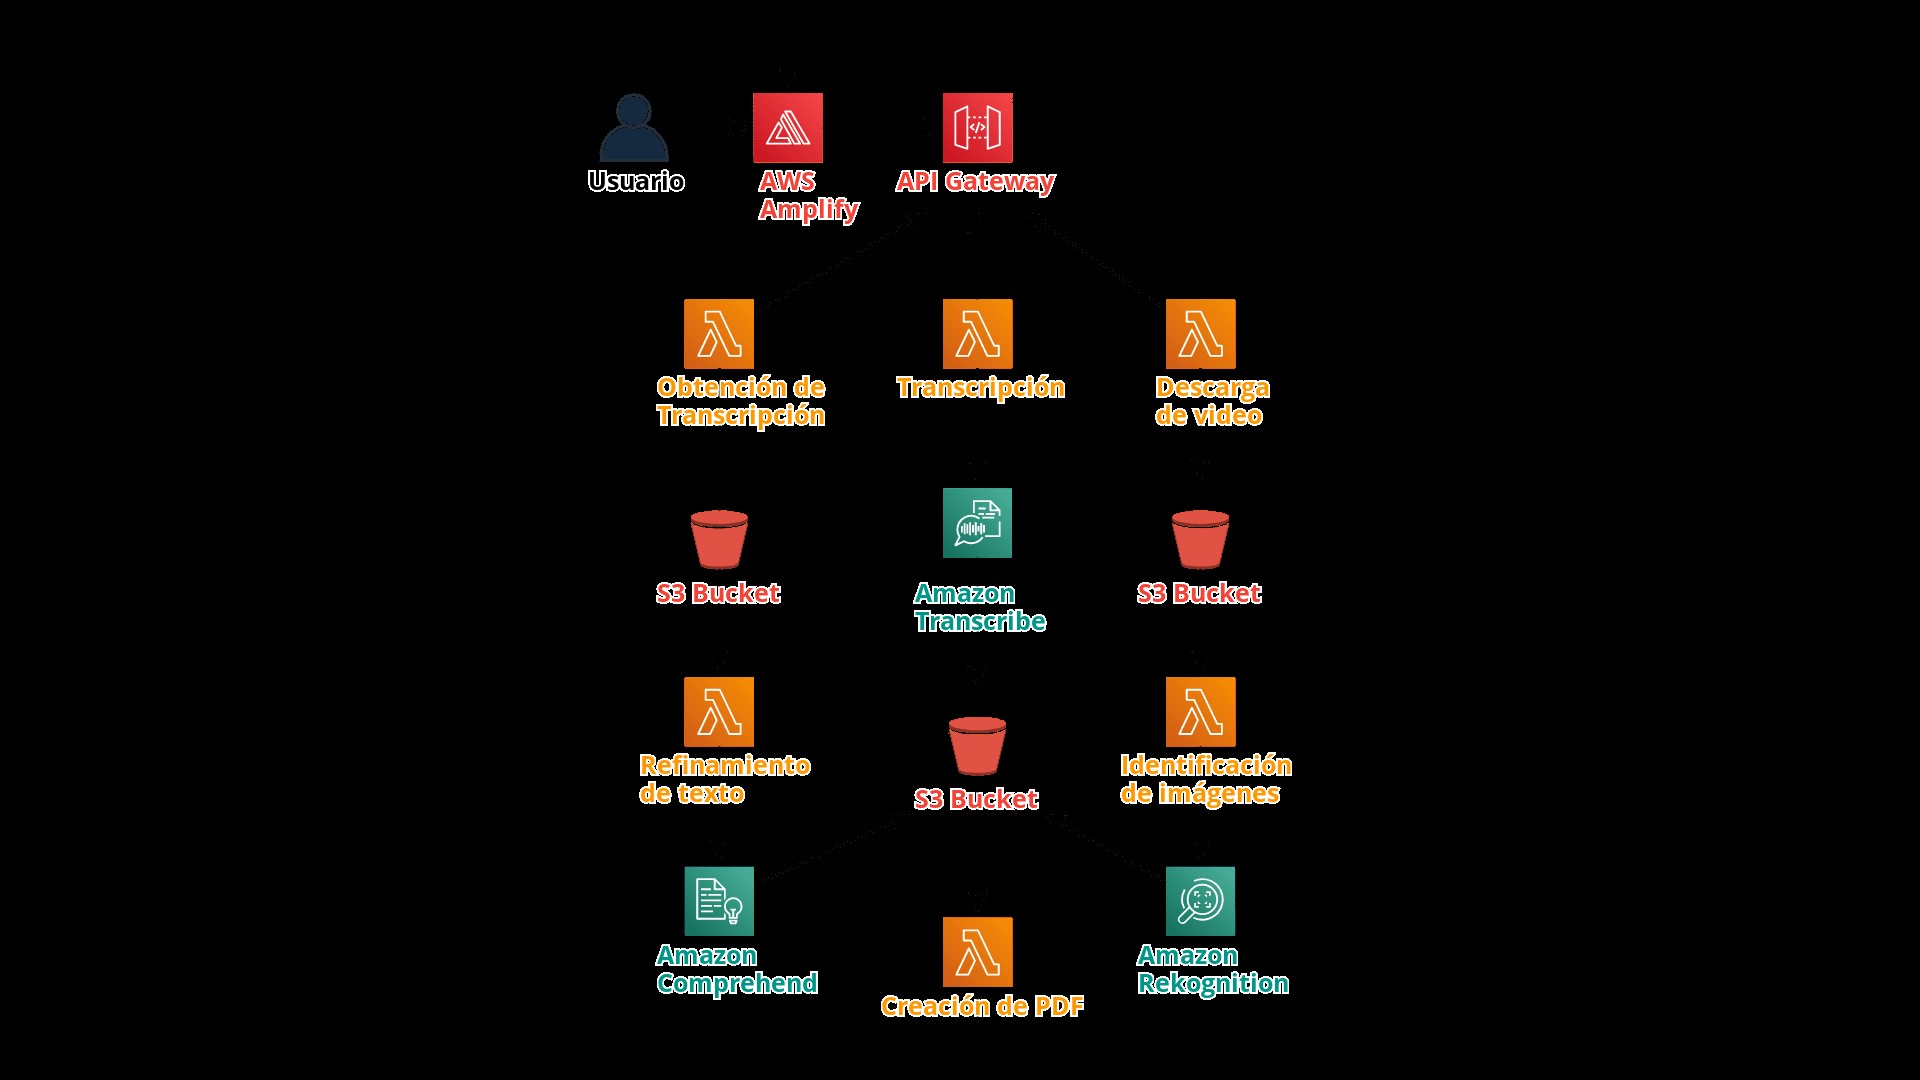 Usuario
AWS
Amplify
API Gateway
Obtención de
Transcripción
Transcripción
Descarga
de video
S3 Bucket
Amazon
Transcribe
S3 Bucket
Refinamiento
de texto
S3 Bucket
Identificación
de imágenes
Amazon
Comprehend
Creación de PDF
Amazon
Rekognition